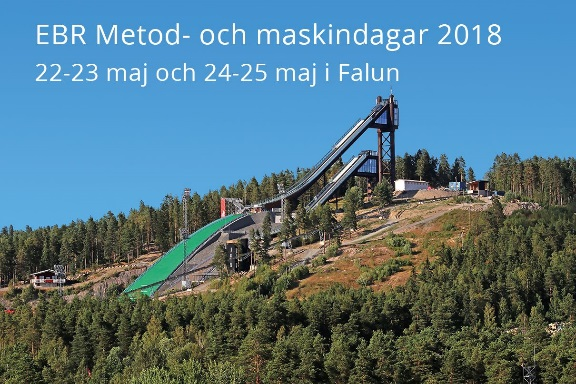 EBR Metod- och maskindagar 2018
22-23 maj och 24-25 maj i Falun